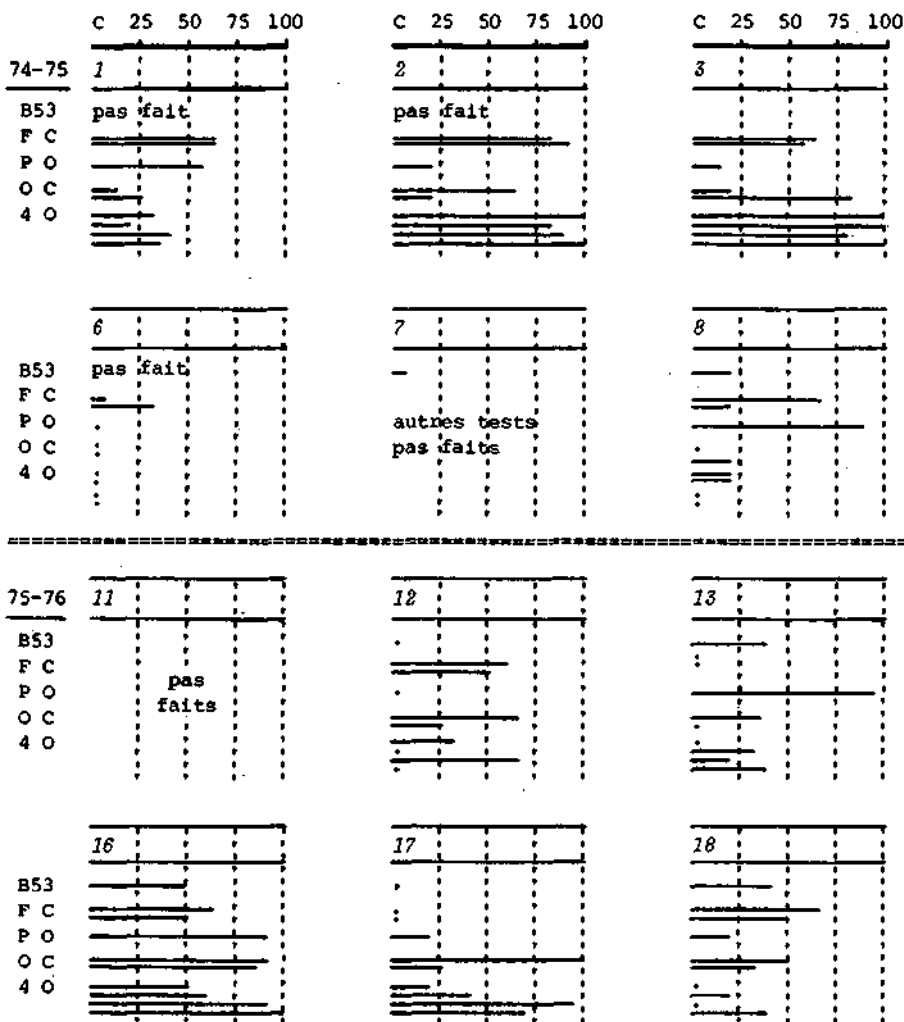 C 25 50 75 100 C 25 50 75 100 C 25 50 75 100
74-75 1 2 3
B53 pas fait pas fait
F C
P O
O C
4 O
6 7 8
B53 pas fait
F C
P O autres tests
O C pas faits
4 O
75-76 11 12 13
B53
F C
P O pas
faits
O C
4 O
16 17 18
B53
F C
P O
O C
4 O